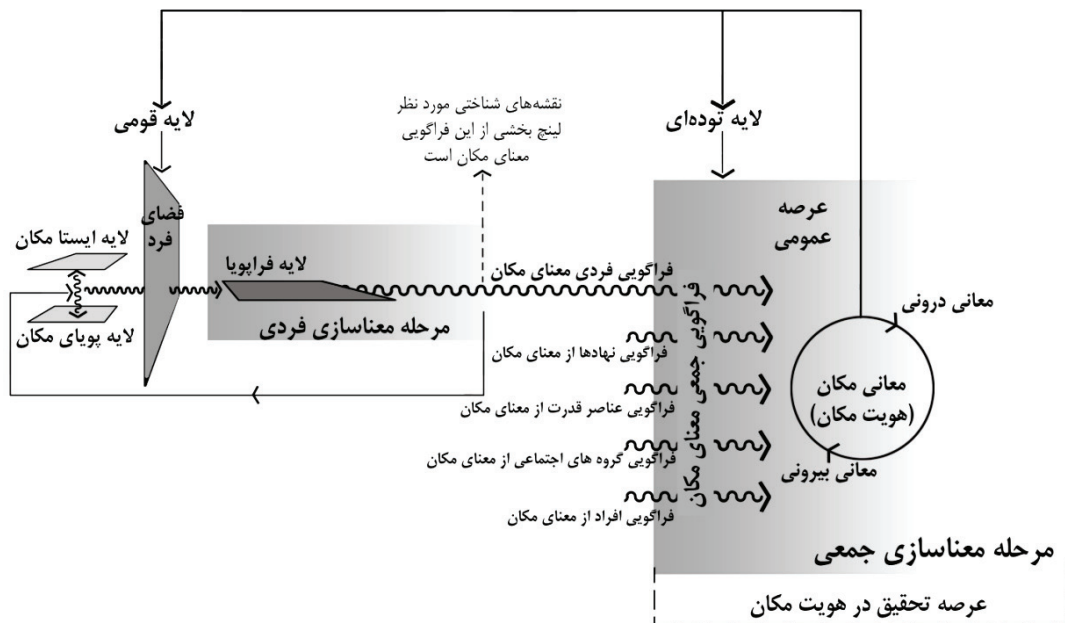 لایه توده‌ای
لایه قومی
نقشه‌های شناختی مورد نظر
لینچ بخشی از این فراگویی
معنای مکان است
عرصه
عمومی
فضای
فرد
لایه ایستا مکان
لایه پویای مکان
لایه فراپویا
مرحله معناسازی فردی
فراگویی فردی معنای مکان
فراگویی جمعی معنای مکان
فراگویی نهادها از معنای مکان
فراگویی عناصر قدرت از معنای مکان
فراگویی گروه های اجتماعی از معنای مکان
فراگویی افراد از معنای مکان
معانی درونی
معانی مکان
(هویت مکان)
معانی بیرونی
مرحله معناسازی جمعی
عرصه تحقیق در هویت مکان